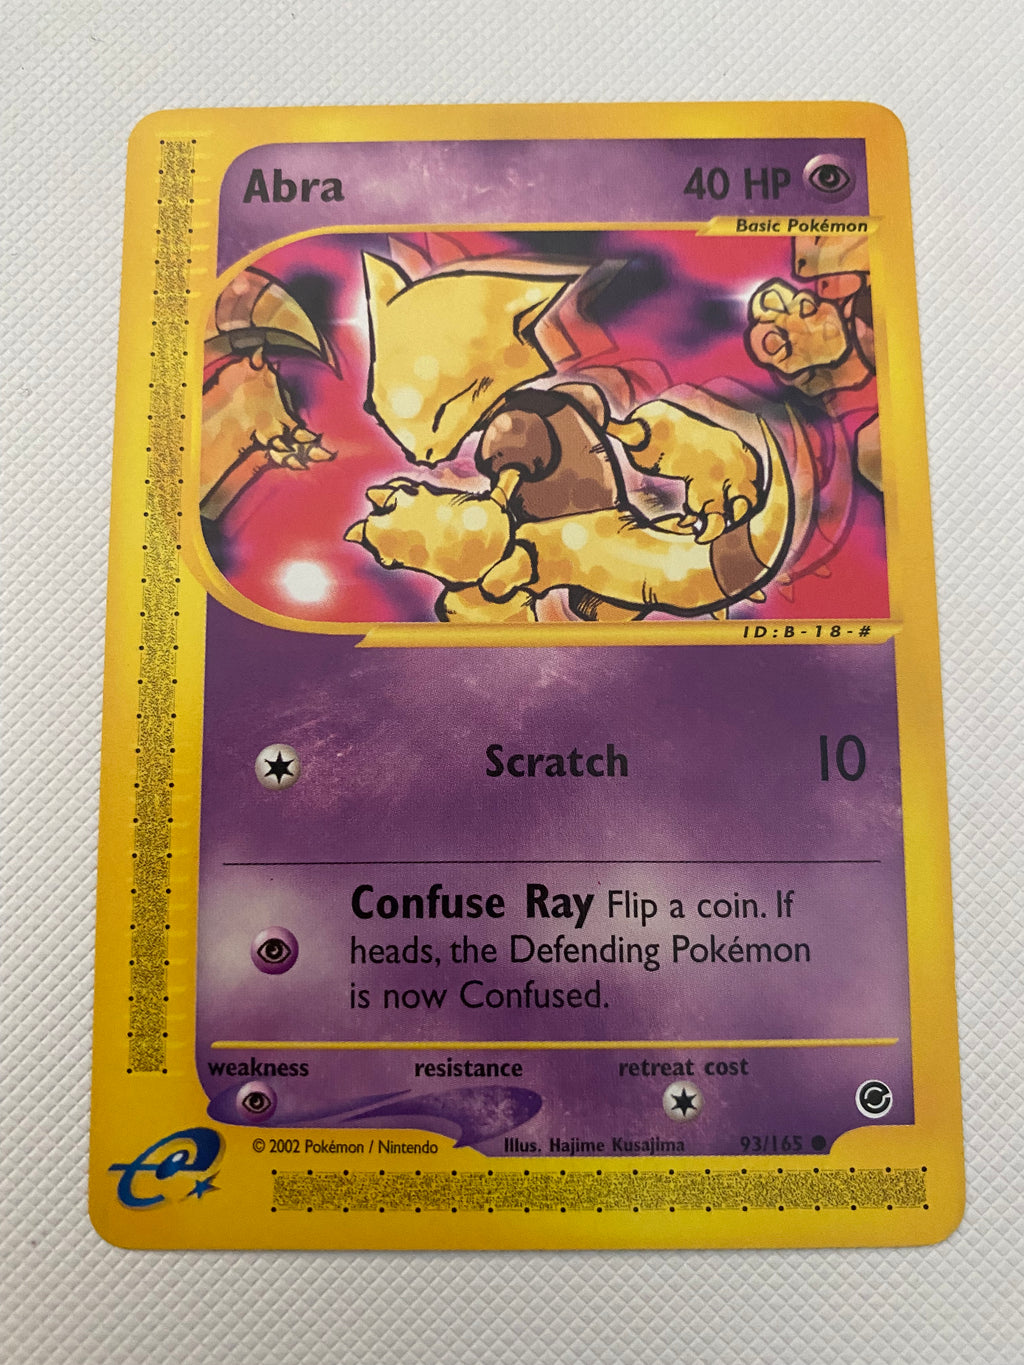 Abra
40 HP
Basic Pokémon
ID:B-18-#
Scratch 10
Confuse Ray Flip a coin. If
heads, the Defending Pokémon
is now Confused.
weakness resistance retreat cost
© 2002 Pokémon / Nintendo Illus. Hajime Kusajima 93/165
e